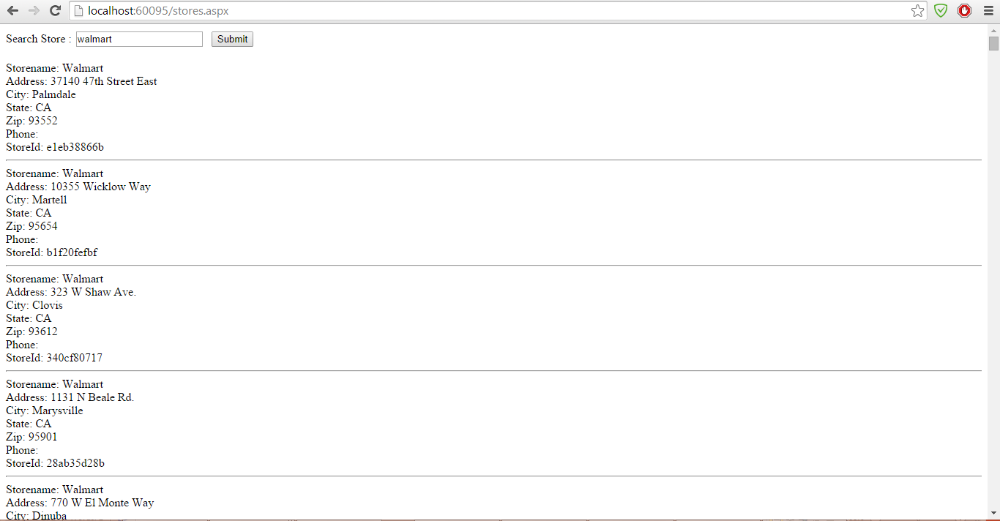 localhost:60095/stores.aspx
Search Store : walmart Submit
Storename: Walmart
Address: 37140 47th Street East
City: Palmdale
State: CA
Zip: 93552
Phone:
StoreId: e1eb38866b
Storename: Walmart
Address: 10355 Wicklow Way
City: Martell
State: CA
Zip: 95654
Phone:
StoreId: b1f20fefbf
Storename: Walmart
Address: 323 W Shaw Ave.
City: Clovis
State: CA
Zip: 93612
Phone:
StoreId: 340cf80717
Storename: Walmart
Address: 1131 N Beale Rd.
City: Marysville
State: CA
Zip: 95901
Phone:
StoreId: 28ab35d28b
Storename: Walmart
Address: 770 W El Monte Way
City: Dinuba